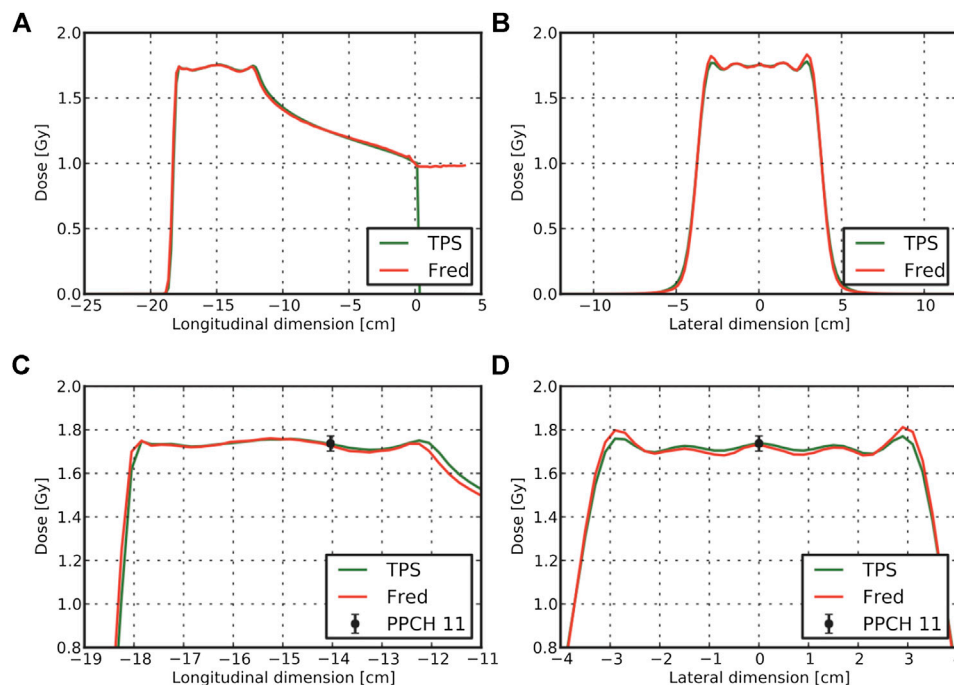 A
2.0
1.5
1.0
0.5
0.0
Dose [Gy]
−25 −20 −15 −10 −5 0 5
Longitudinal dimension [cm]
TPS
Fred
B
2.0
1.5
1.0
0.5
0.0
Dose [Gy]
−10 −5 0 5 10
Lateral dimension [cm]
TPS
Fred
C
2.0
1.8
1.6
1.4
1.2
1.0
0.8
Dose [Gy]
−19 −18 −17 −16 −15 −14 −13 −12 −11
Longitudinal dimension [cm]
TPS
Fred
PPCH 11
D
2.0
1.8
1.6
1.4
1.2
1.0
0.8
Dose [Gy]
−4 −3 −2 −1 0 1 2 3
Lateral dimension [cm]
TPS
Fred
PPCH 11